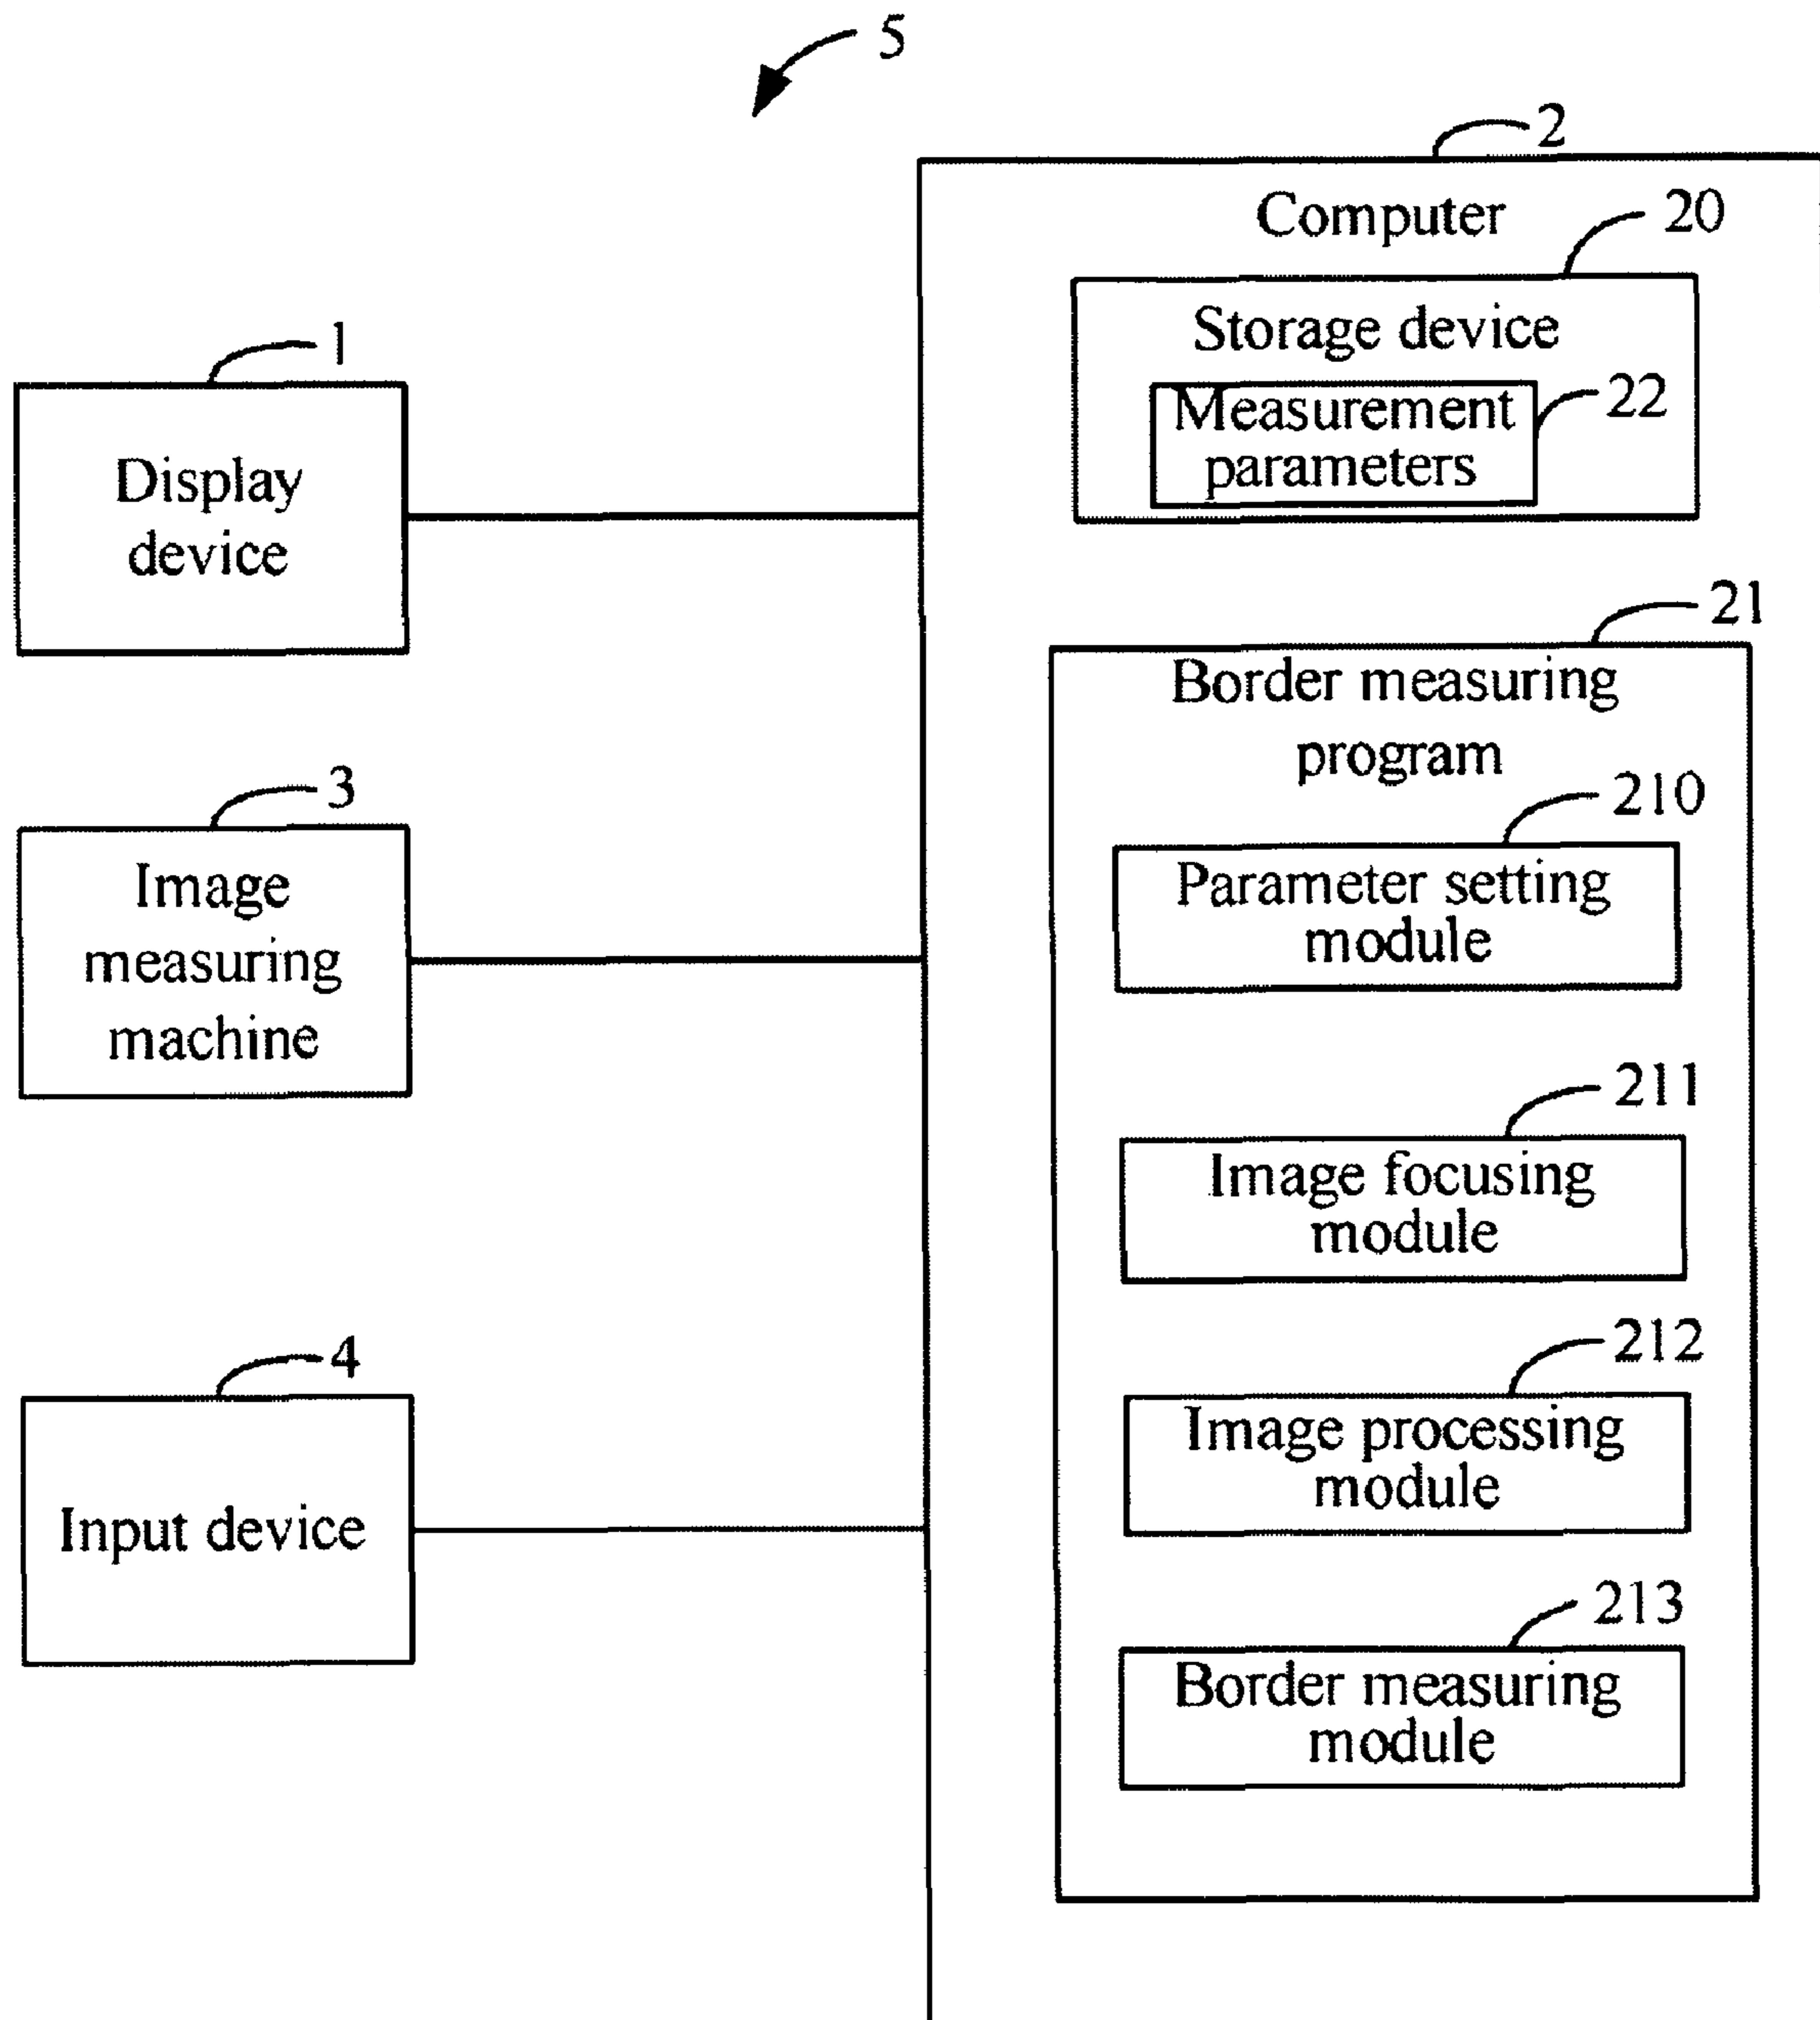 5
2
Computer
20
Storage device
Measurement
parameters
22
1
Display
device
3
Image
measuring
machine
4
Input device
21
Border measuring
program
210
Parameter setting
module
211
Image focusing
module
212
Image processing
module
213
Border measuring
module